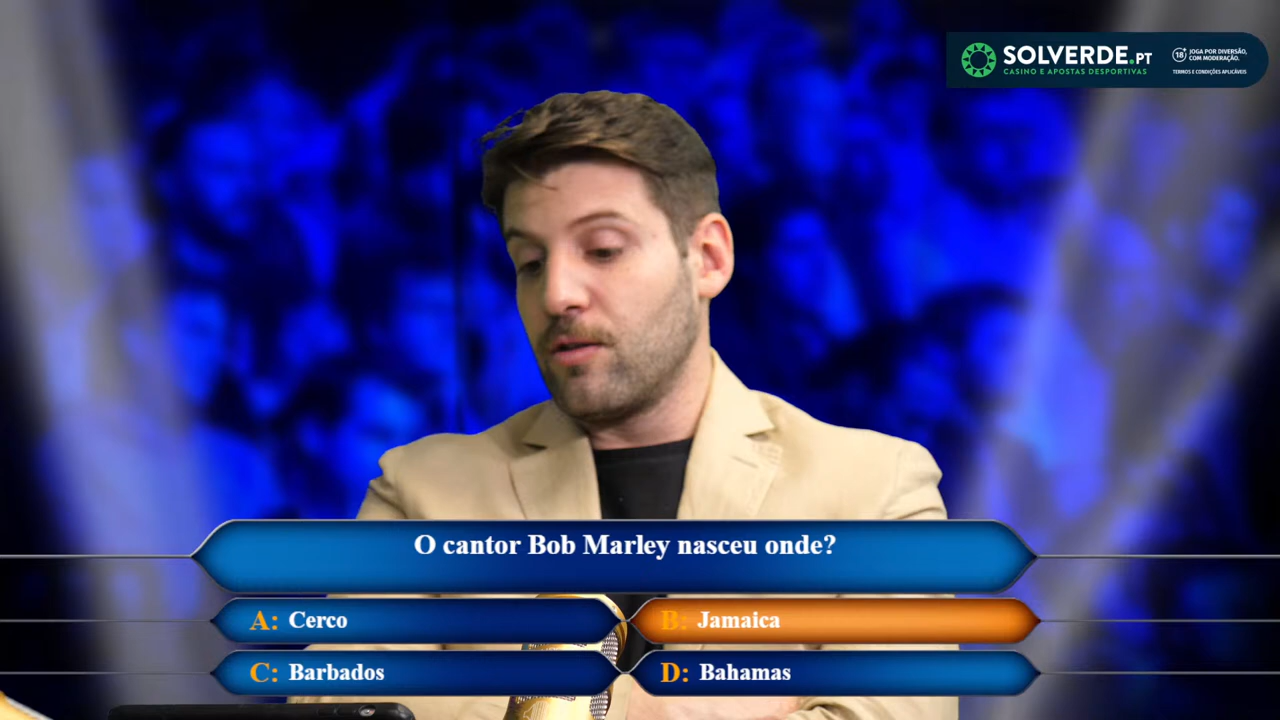 SOLVERDE.PT
CASINO E APOSTAS DESPORTIVAS
18+
JOGA POR DIVERSÃO,
COM MODERAÇÃO.
TERMOS E CONDIÇÕES APLICÁVEIS
O cantor Bob Marley nasceu onde?
A: Cerco
B: Jamaica
C: Barbados
D: Bahamas